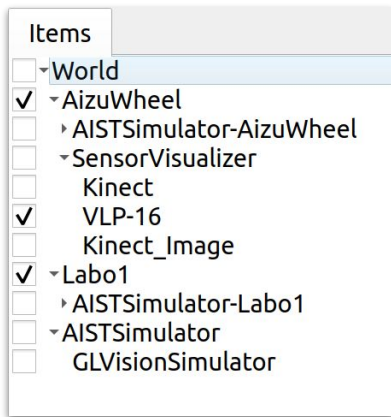 Items
World
AizuWheel
AISTSimulator-AizuWheel
SensorVisualizer
Kinect
VLP-16
Kinect_Image
Labo1
AISTSimulator-Labo1
AISTSimulator
GLVisionSimulator